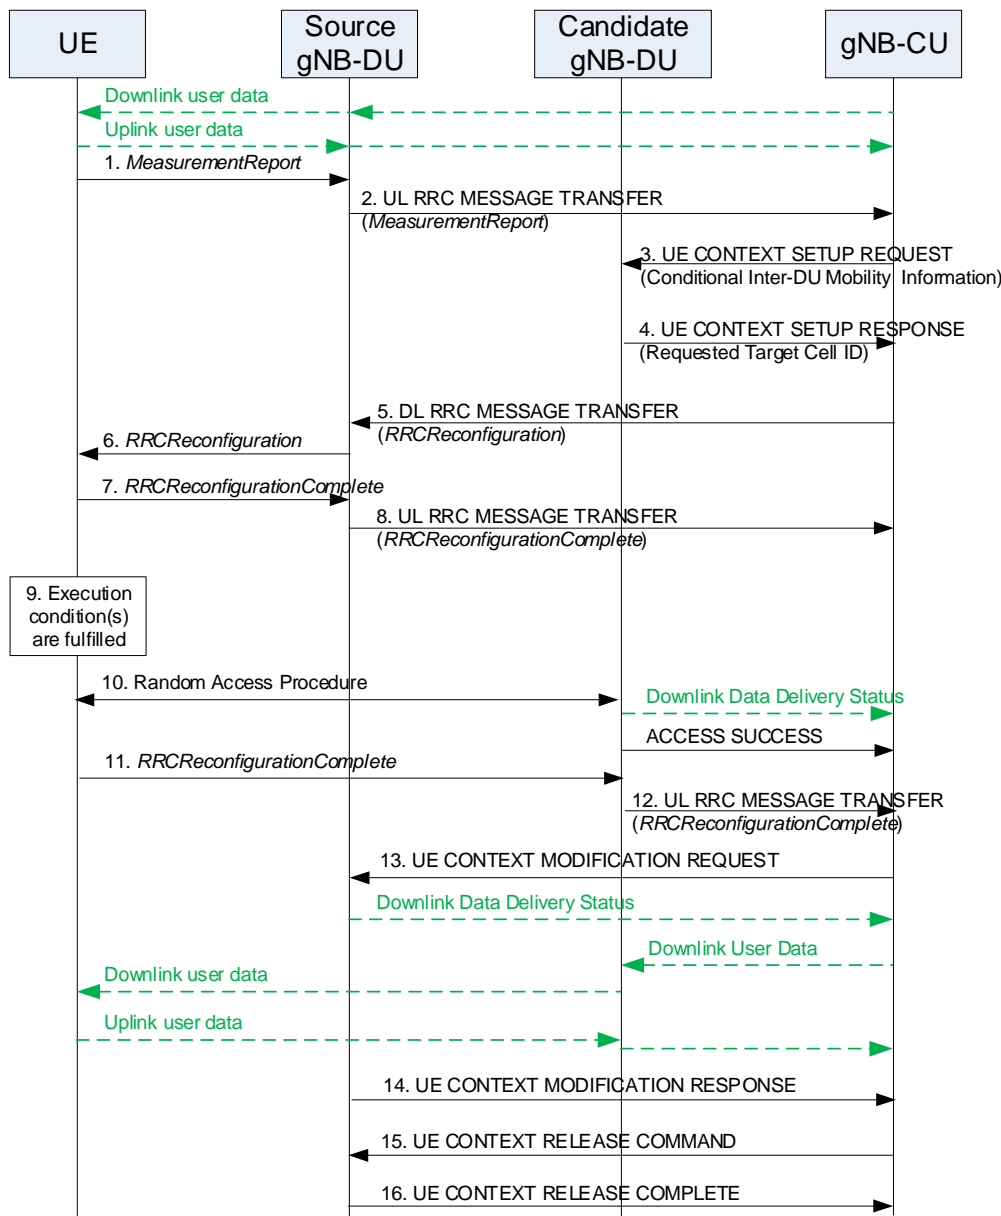 UE
Source
gNB-DU
Candidate
gNB-DU
gNB-CU
Downlink user data
Uplink user data
1. MeasurementReport
2. UL RRC MESSAGE TRANSFER
(MeasurementReport)
3. UE CONTEXT SETUP REQUEST
(Conditional Inter-DU Mobility Information)
4. UE CONTEXT SETUP RESPONSE
(Requested Target Cell ID)
5. DL RRC MESSAGE TRANSFER
(RRCReconfiguration)
6. RRCReconfiguration
7. RRCReconfigurationComplete
8. UL RRC MESSAGE TRANSFER
(RRCReconfigurationComplete)
9. Execution
condition(s)
are fulfilled
10. Random Access Procedure
Downlink Data Delivery Status
ACCESS SUCCESS
11. RRCReconfigurationComplete
12. UL RRC MESSAGE TRANSFER
(RRCReconfigurationComplete)
13. UE CONTEXT MODIFICATION REQUEST
Downlink Data Delivery Status
Downlink User Data
Downlink user data
Uplink user data
14. UE CONTEXT MODIFICATION RESPONSE
15. UE CONTEXT RELEASE COMMAND
16. UE CONTEXT RELEASE COMPLETE